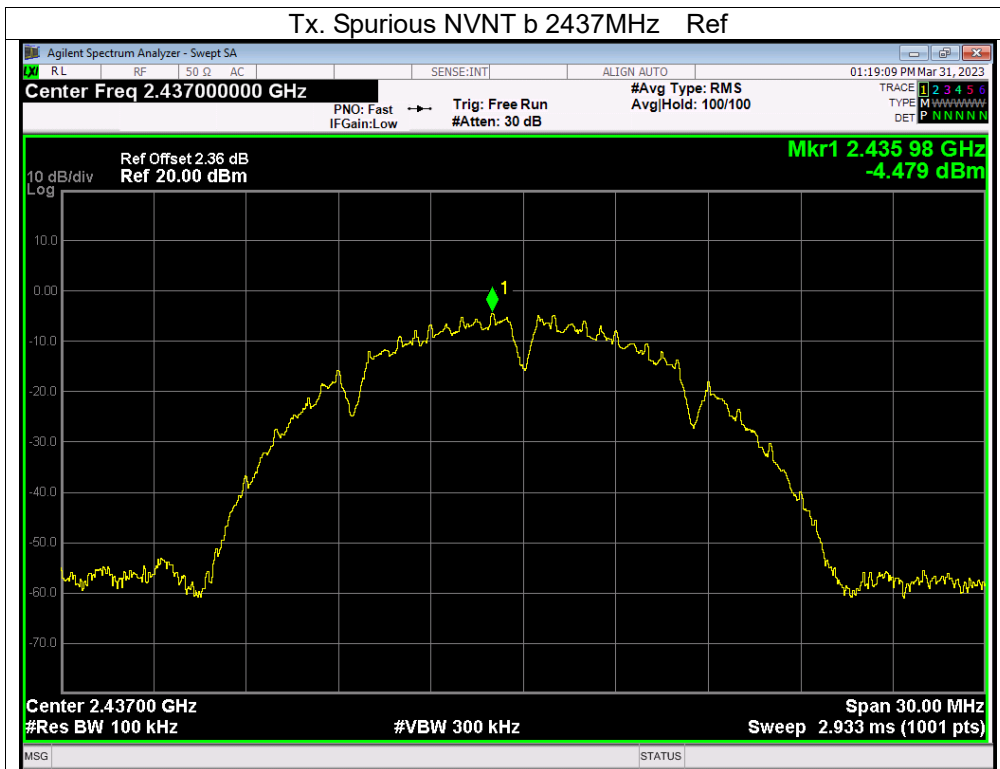 Tx. Spurious NVNT b 2437MHz Ref
Agilent Spectrum Analyzer - Swept SA
LXI RL RF 50 Ω AC SENSE:INT ALIGN AUTO 01:19:09 PM Mar 31, 2023
Center Freq 2.437000000 GHz #Avg Type: RMS TRACE 1 2 3 4 5 6
PNO: Fast Trig: Free Run Avg|Hold: 100/100 TYPE M WWWWW
IFGain:Low #Atten: 30 dB DET P N N N N N
Mkr1 2.435 98 GHz
Ref Offset 2.36 dB
10 dB/div Ref 20.00 dBm -4.479 dBm
Log
10.0
1
0.00
-10.0
-20.0
-30.0
-40.0
-50.0
-60.0
-70.0
Center 2.43700 GHz Span 30.00 MHz
#Res BW 100 kHz #VBW 300 kHz Sweep 2.933 ms (1001 pts)
MSG STATUS